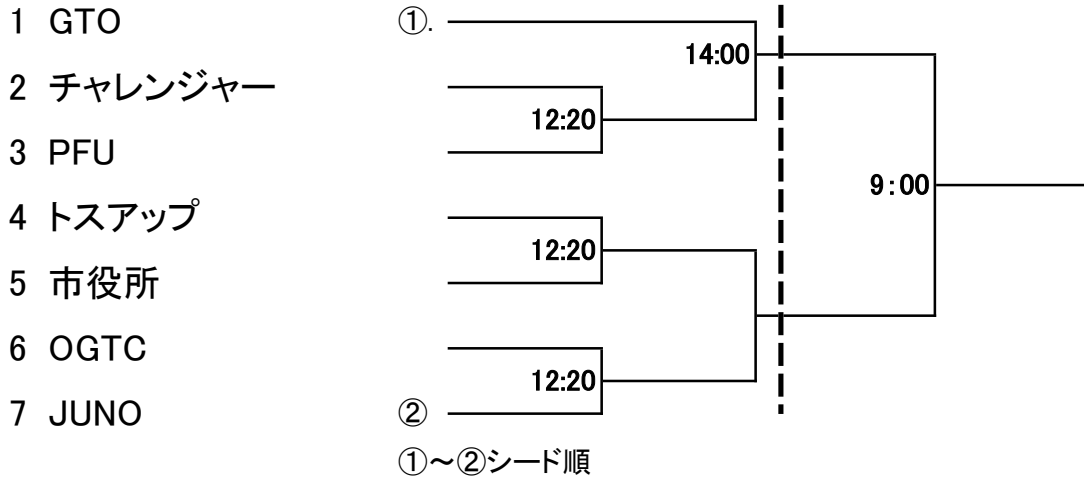 1 GTO ①.
14:00
2 チャレンジャー
12:20
3 PFU
9:00
4 トスアップ
12:20
5 市役所
6 OGTC
12:20
7 JUNO ②
①～②シード順